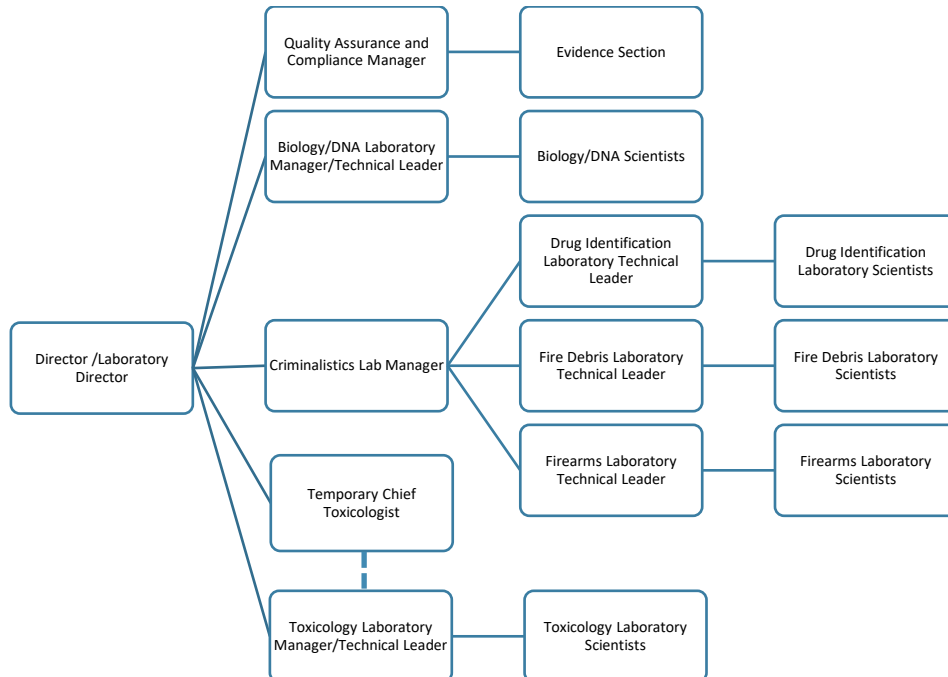 Quality Assurance and
Compliance Manager
Evidence Section
Biology/DNA Laboratory
Manager/Technical Leader
Biology/DNA Scientists
Drug Identification
Laboratory Technical
Leader
Drug Identification
Laboratory Scientists
Director /Laboratory
Director
Criminalistics Lab Manager
Fire Debris Laboratory
Technical Leader
Fire Debris Laboratory
Scientists
Firearms Laboratory
Technical Leader
Firearms Laboratory
Scientists
Temporary Chief
Toxicologist
Toxicology Laboratory
Manager/Technical Leader
Toxicology Laboratory
Scientists